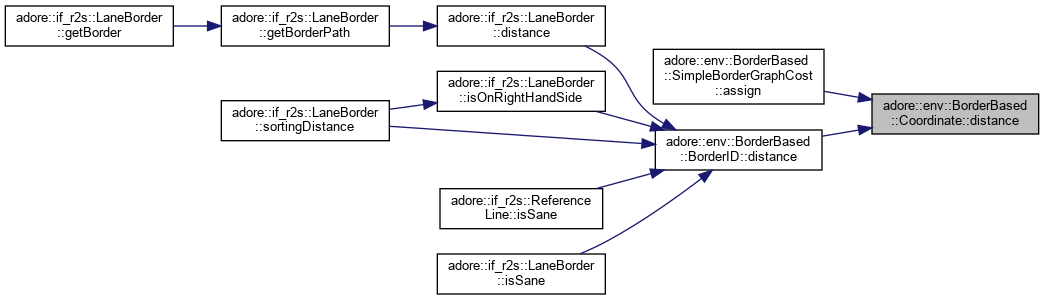 adore::if_r2s::LaneBorder
::getBorder
adore::if_r2s::LaneBorder
::getBorderPath
adore::if_r2s::LaneBorder
::distance
adore::env::BorderBased
::SimpleBorderGraphCost
::assign
adore::if_r2s::LaneBorder
::isOnRightHandSide
adore::env::BorderBased
::Coordinate::distance
adore::if_r2s::LaneBorder
::sortingDistance
adore::env::BorderBased
::BorderID::distance
adore::if_r2s::Reference
Line::isSane
adore::if_r2s::LaneBorder
::isSane